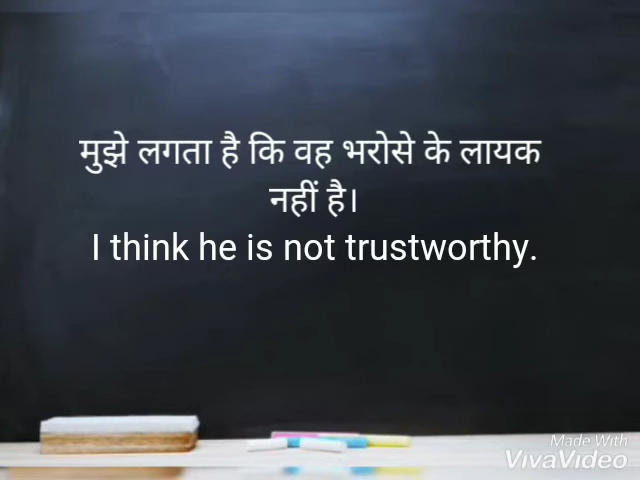 मुझे लगता है कि वह भरोसे के लायक
नहीं है।
I think he is not trustworthy.
Made With
VivaVideo